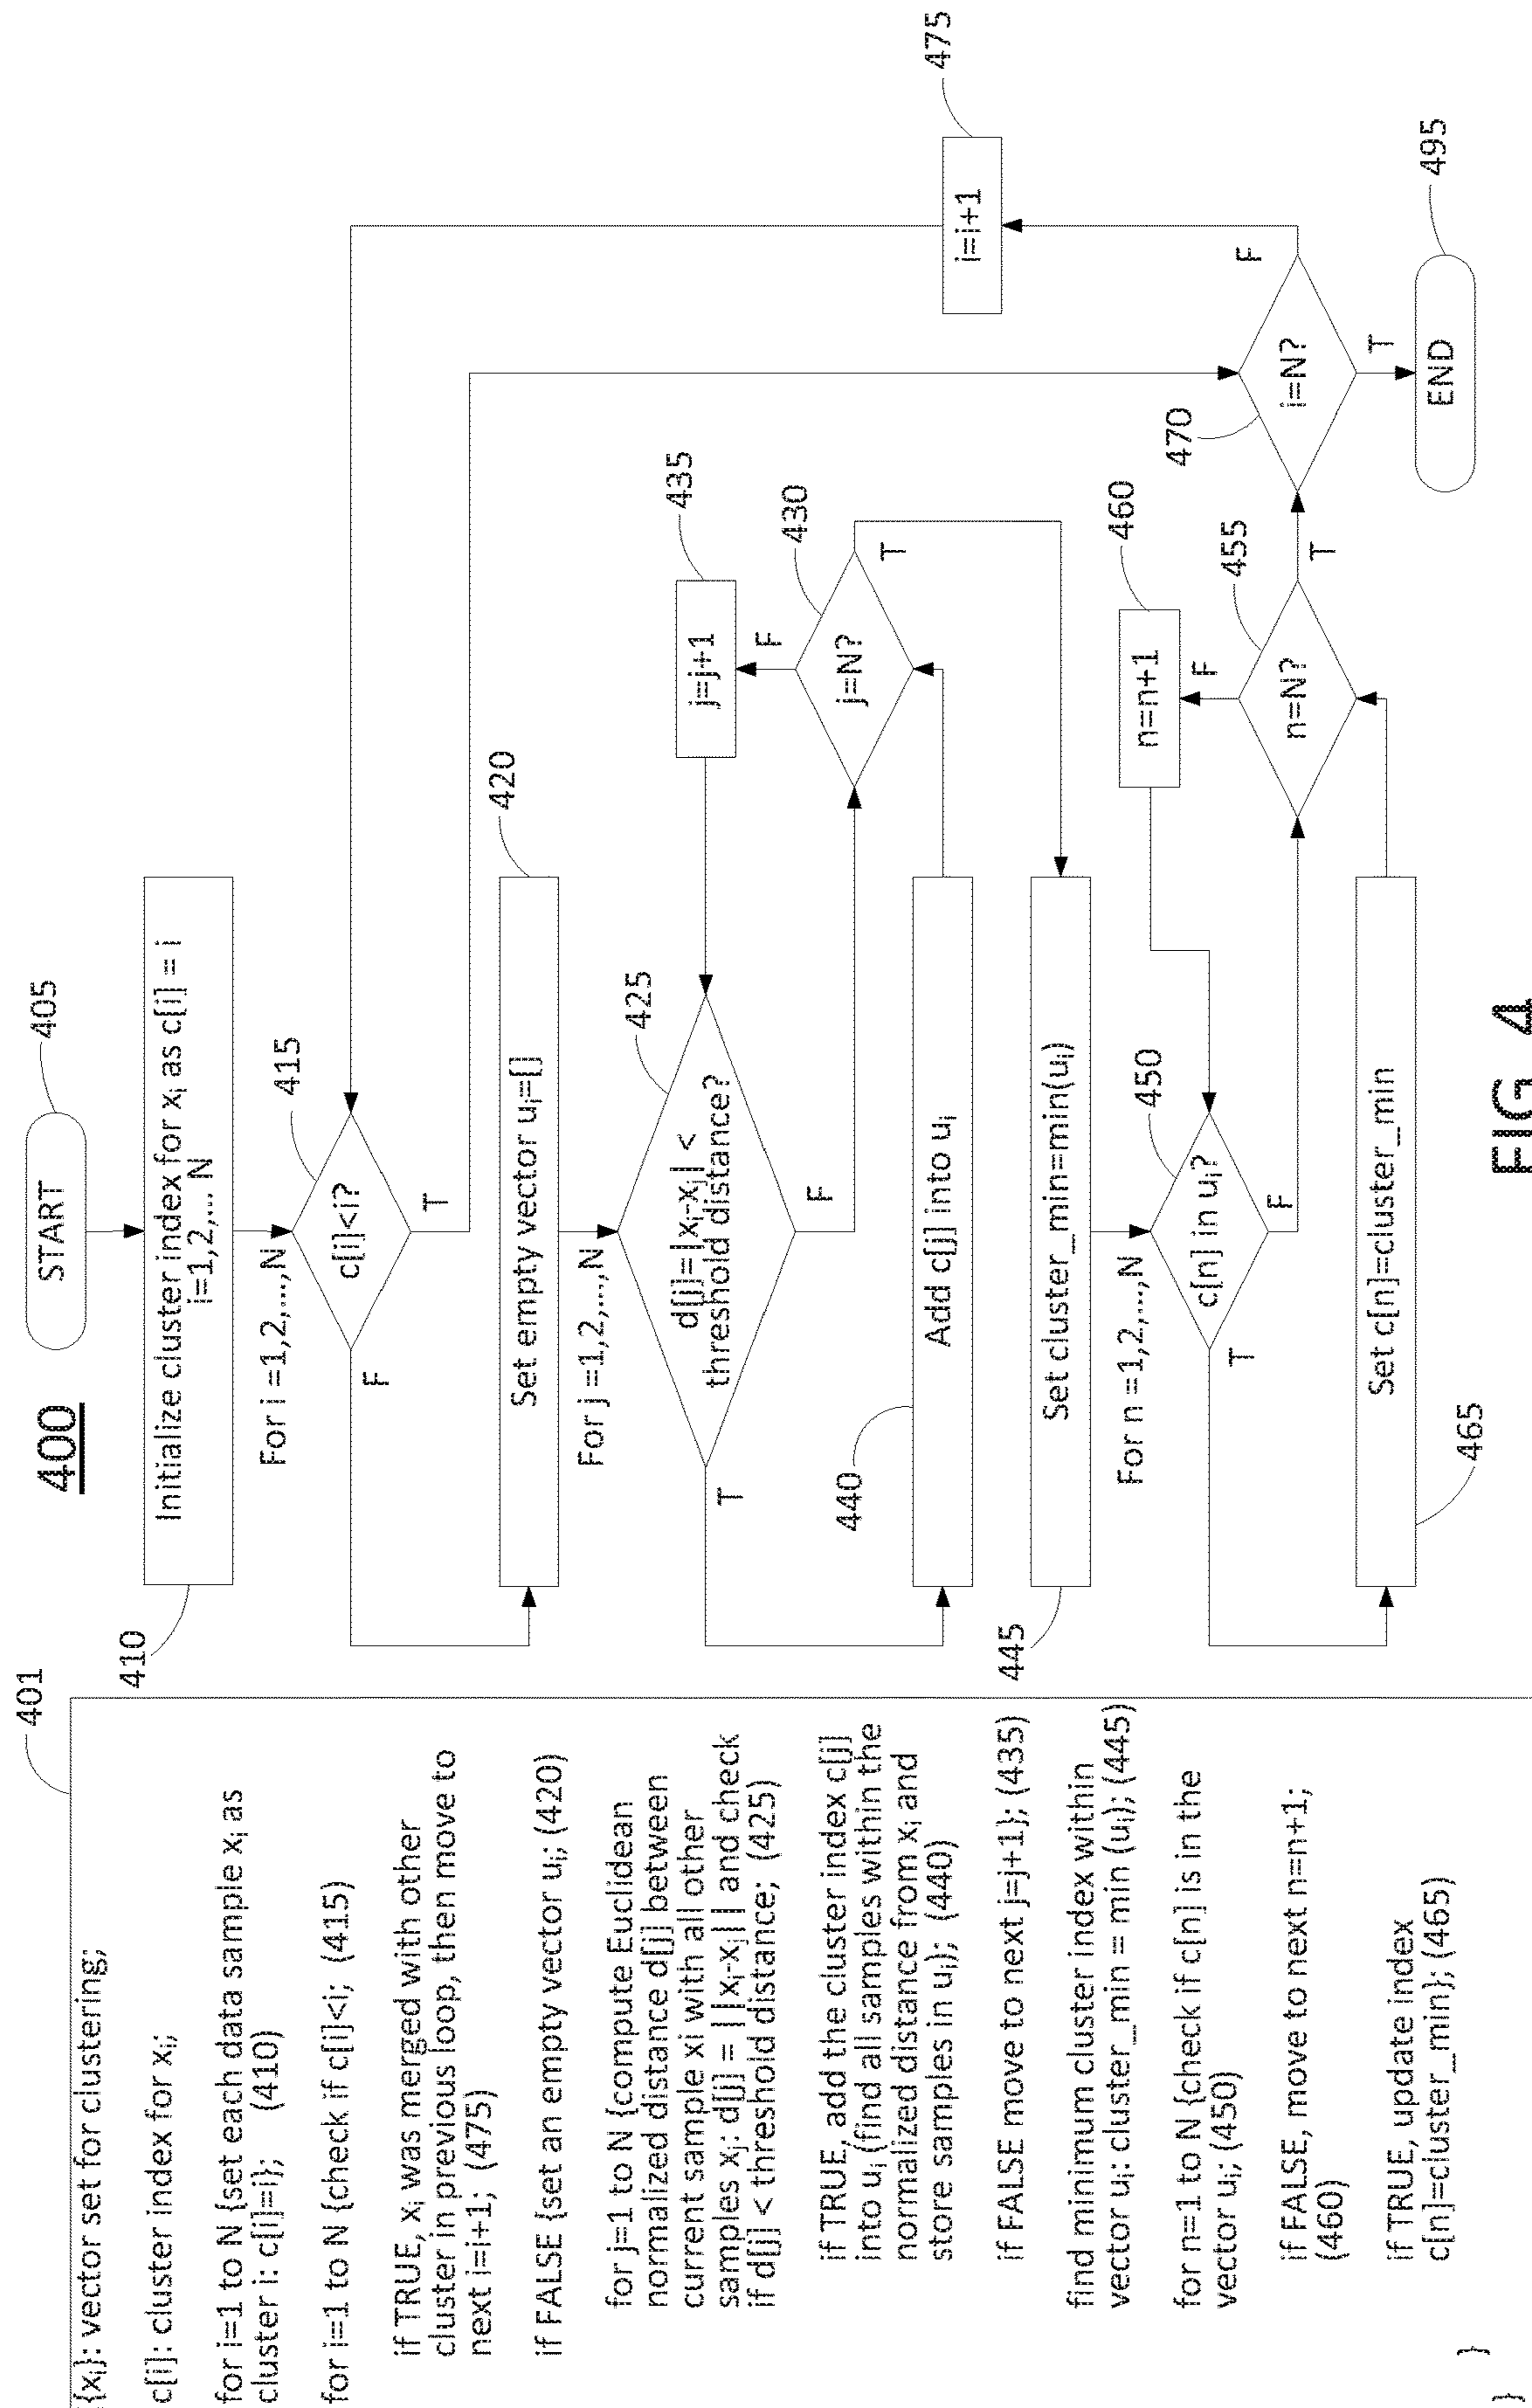 401
{xᵢ}: vector set for clustering;
c[i]: cluster index for xᵢ;
for i=1 to N {set each data sample xᵢ as
cluster i: c[i]=i}; (410)
for i=1 to N {check if c[i]<i; (415)
if TRUE, xᵢ was merged with other
cluster in previous loop, then move to
next i=i+1; (475)
if FALSE {set an empty vector uᵢ; (420)
for j=1 to N {compute Euclidean
normalized distance d[j] between
current sample xi with all other
samples xⱼ: d[j] = ||xᵢ-xⱼ|| and check
if d[j] < threshold distance; (425)
if TRUE, add the cluster index c[j]
into uᵢ (find all samples within the
normalized distance from xᵢ and
store samples in uᵢ); (440)
if FALSE move to next j=j+1}; (435)
find minimum cluster index within
vector uᵢ: cluster_min = min (uᵢ); (445)
for n=1 to N {check if c[n] is in the
vector uᵢ; (450)
if FALSE, move to next n=n+1;
(460)
if TRUE, update index
c[n]=cluster_min}; (465)
}
}
400
START
405
410
Initialize cluster index for xᵢ as c[i] = i
i=1,2,... N
For i =1,2,...,N
415
c[i]<i?
F
T
420
Set empty vector uᵢ=[]
For j =1,2,...,N
425
d[j]=||xᵢ-xⱼ|| <
threshold distance?
T
F
435
j=j+1
F
430
j=N?
T
440
Add c[j] into uᵢ
445
Set cluster_min=min(uᵢ)
For n =1,2,...,N
450
c[n] in uᵢ?
T
F
460
n=n+1
F
455
n=N?
T
465
Set c[n]=cluster_min
475
i=i+1
F
470
i=N?
T
END
495
FIG. 4